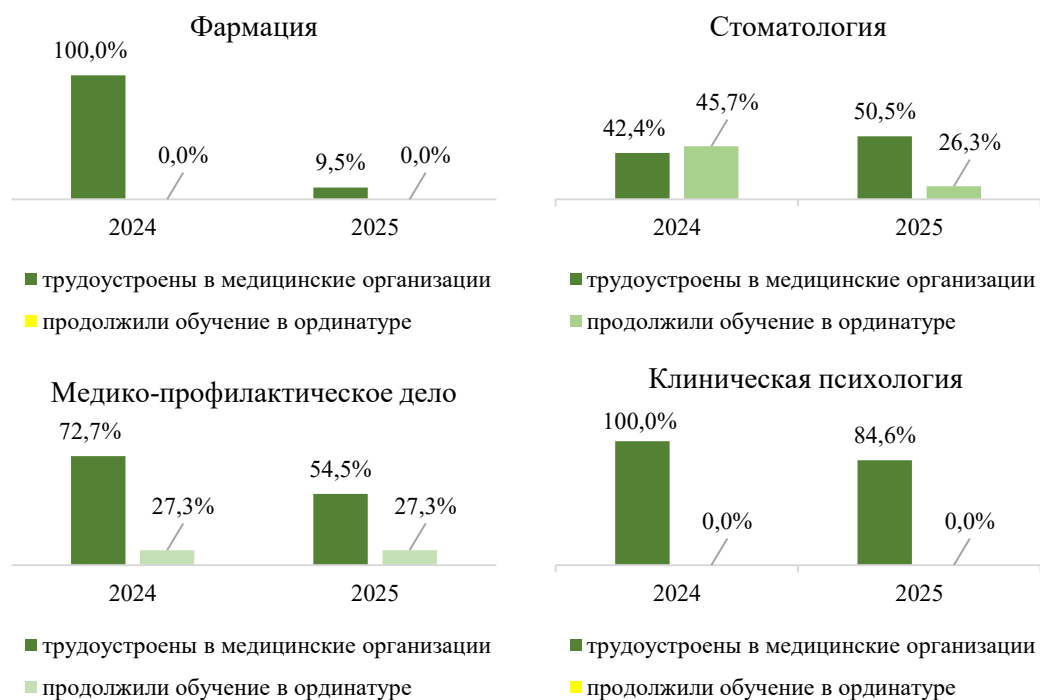 Фармация
100,0%
0,0%
9,5%
0,0%
2024
2025
трудоустроены в медицинские организации
продолжили обучение в ординатуре
Стоматология
42,4%
45,7%
50,5%
26,3%
2024
2025
трудоустроены в медицинские организации
продолжили обучение в ординатуре
Медико-профилактическое дело
72,7%
27,3%
54,5%
27,3%
2024
2025
трудоустроены в медицинские организации
продолжили обучение в ординатуре
Клиническая психология
100,0%
0,0%
84,6%
0,0%
2024
2025
трудоустроены в медицинские организации
продолжили обучение в ординатуре